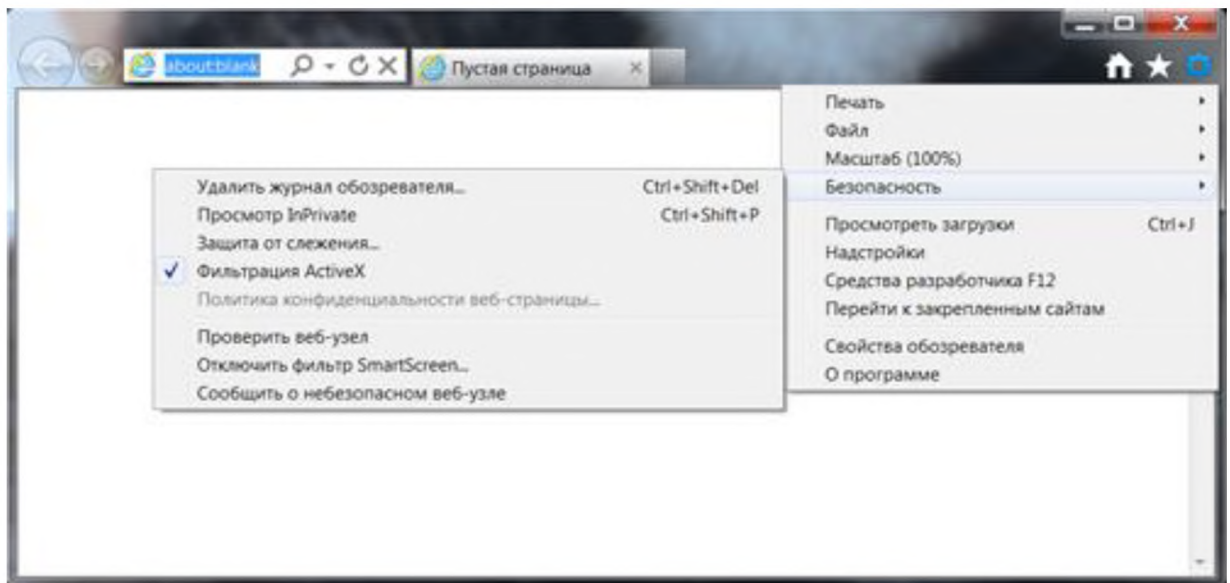 about:blank
Пустая страница
Печать
Файл
Масштаб (100%)
Безопасность
Просмотреть загрузки Ctrl+J
Надстройки
Средства разработчика F12
Перейти к закрепленным сайтам
Свойства обозревателя
О программе
Удалить журнал обозревателя... Ctrl+Shift+Del
Просмотр InPrivate Ctrl+Shift+P
Защита от слежения...
Фильтрация ActiveX
Политика конфиденциальности веб-страницы...
Проверить веб-узел
Отключить фильтр SmartScreen...
Сообщить о небезопасном веб-узле